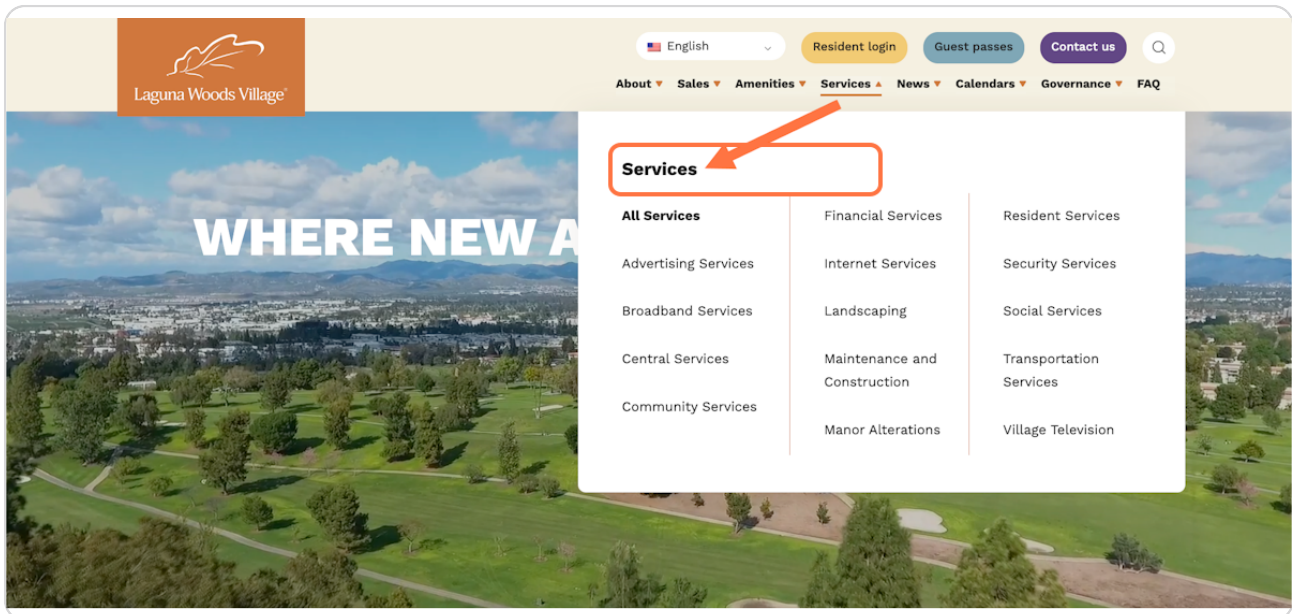 English
Resident login
Guest passes
Contact us
Laguna Woods Village®
About
Sales
Amenities
Services
News
Calendars
Governance
FAQ
WHERE NEW A
Services
All Services
Advertising Services
Broadband Services
Central Services
Community Services
Financial Services
Internet Services
Landscaping
Maintenance and
Construction
Manor Alterations
Resident Services
Security Services
Social Services
Transportation
Services
Village Television